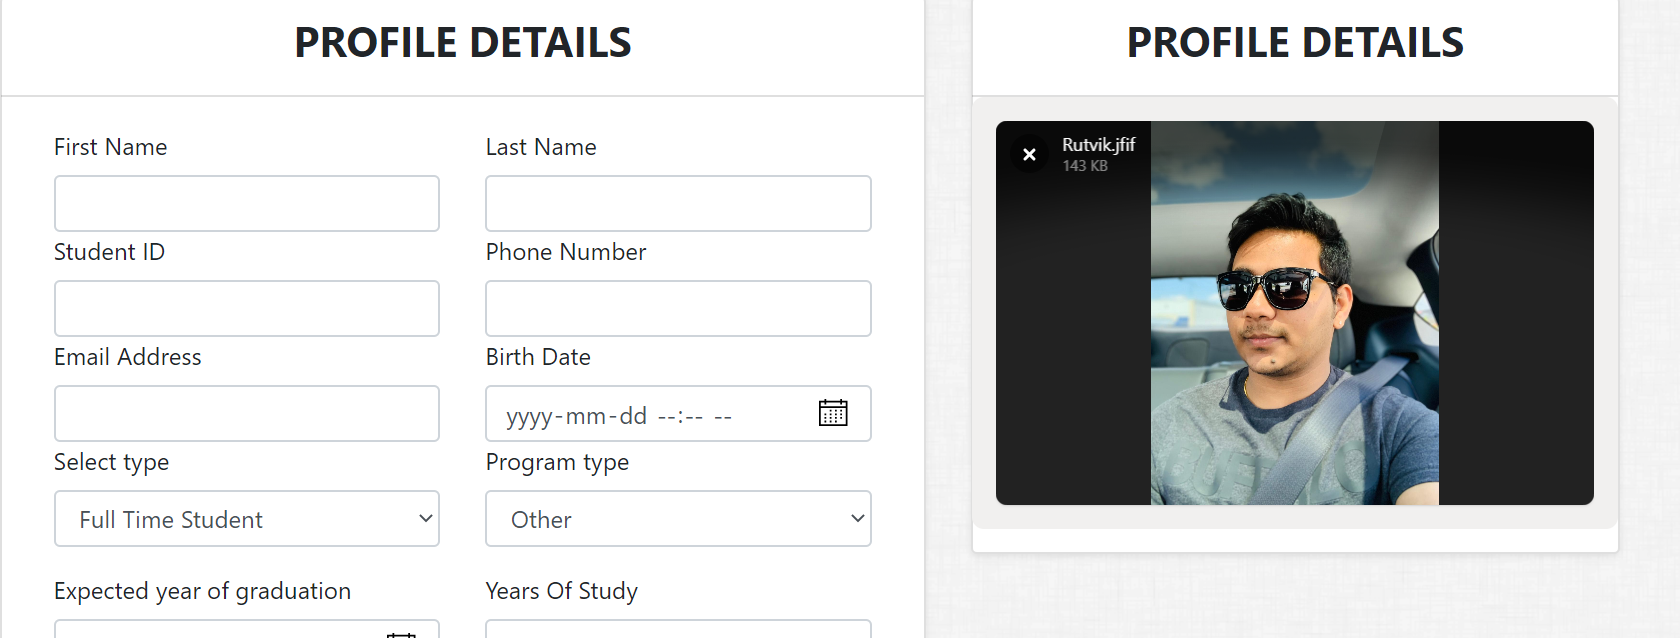 PROFILE DETAILS
First Name
Last Name
Student ID
Phone Number
Email Address
Birth Date
yyyy-mm-dd --:-- --
Select type
Program type
Full Time Student
Other
Expected year of graduation
Years Of Study
PROFILE DETAILS
Rutvik.jfif
143 KB